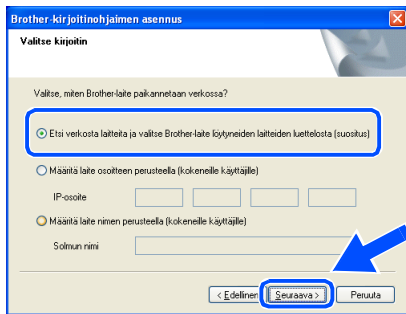 Brother-kirjoitinohjaimen asennus
Valitse kirjoitin
Valitse, miten Brother-laite paikannetaan verkossa?
Etsi verkosta laitteita ja valitse Brother-laite löytyneiden laitteiden luettelosta (suositus)
Määritä laite osoitteen perusteella (kokeneille käyttäjille)
IP-osoite
Määritä laite nimen perusteella (kokeneille käyttäjille)
Solmun nimi
< Edellinen Seuraava > Peruuta